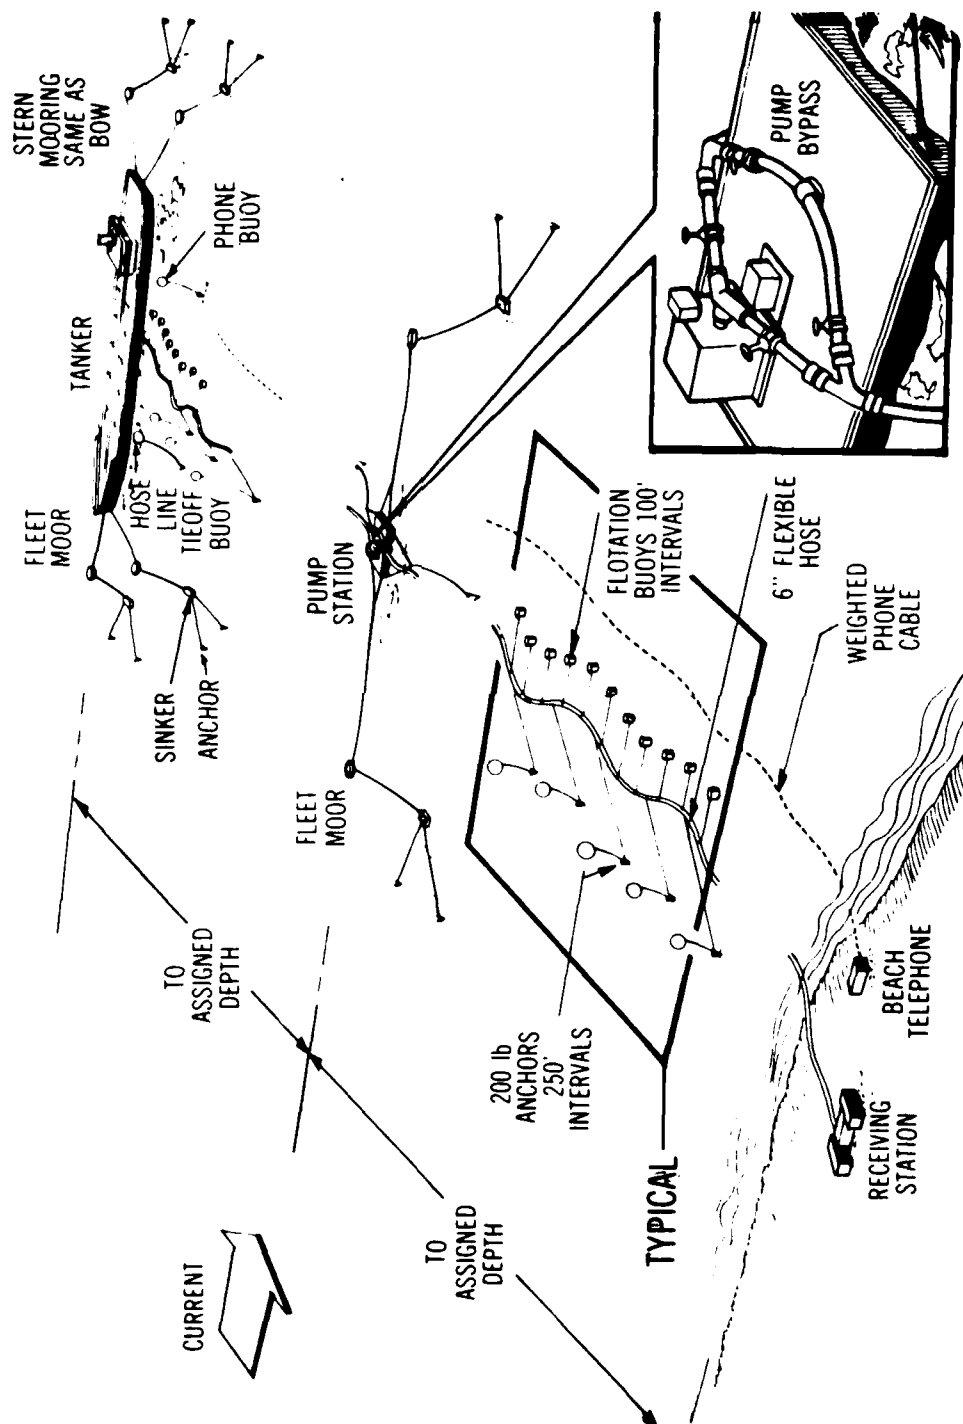 STERN
MOORING
SAME AS
BOW
PHONE
BUOY
TANKER
HOSE
LINE
TIEOFF
BUOY
FLEET
MOOR
SINKER
ANCHOR
PUMP
STATION
FLEET
MOOR
TO
ASSIGNED
DEPTH
CURRENT
TO
ASSIGNED
DEPTH
TYPICAL
200 lb
ANCHORS
250'
INTERVALS
FLOTATION
BUOYS 100'
INTERVALS
6" FLEXIBLE
HOSE
WEIGHTED
PHONE
CABLE
PUMP
BYPASS
BEACH
TELEPHONE
RECEIVING
STATION